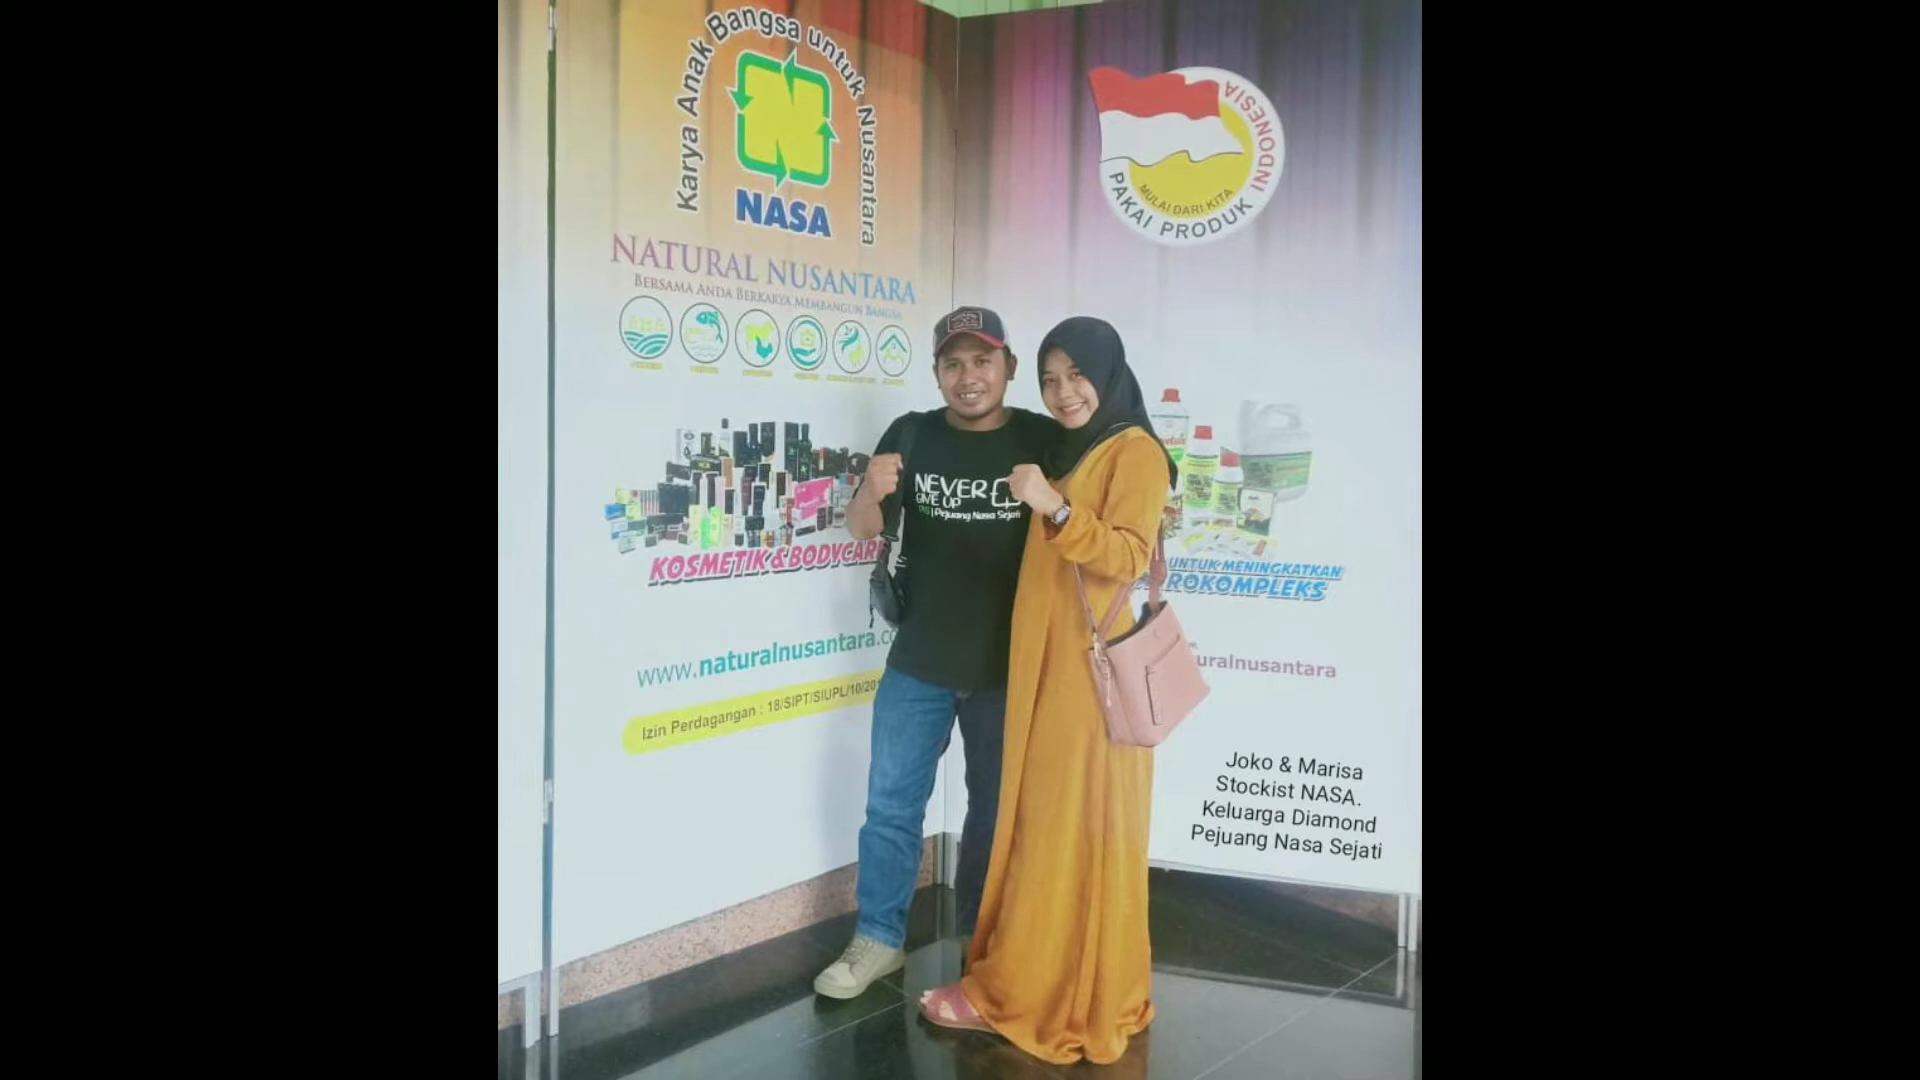 Karya Anak Bangsa untuk Nusantara
NASA
NATURAL NUSANTARA
BERSAMA ANDA BERKARYA MEMBANGUN BANGSA
KOSMETIK & BODYCARE
www.naturalnusantara.co
Izin Perdagangan : 18/SIPT/SIUPL/10/201
INDONESIA
MULAI DARI KITA
PAKAI PRODUK
NEVER
GIVE UP
| Pejuang Nasa Sejati
UNTUK MENINGKATKAN
ROKOMPLEKS
uralnusantara
Joko & Marisa
Stockist NASA.
Keluarga Diamond
Pejuang Nasa Sejati